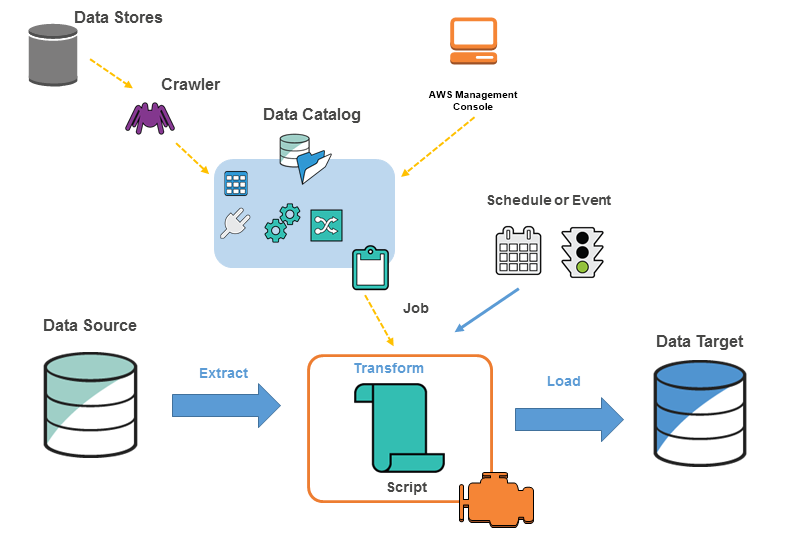 Data Stores
Crawler
Data Catalog
AWS Management
Console
Schedule or Event
Job
Data Source
Extract
Transform
Script
Load
Data Target